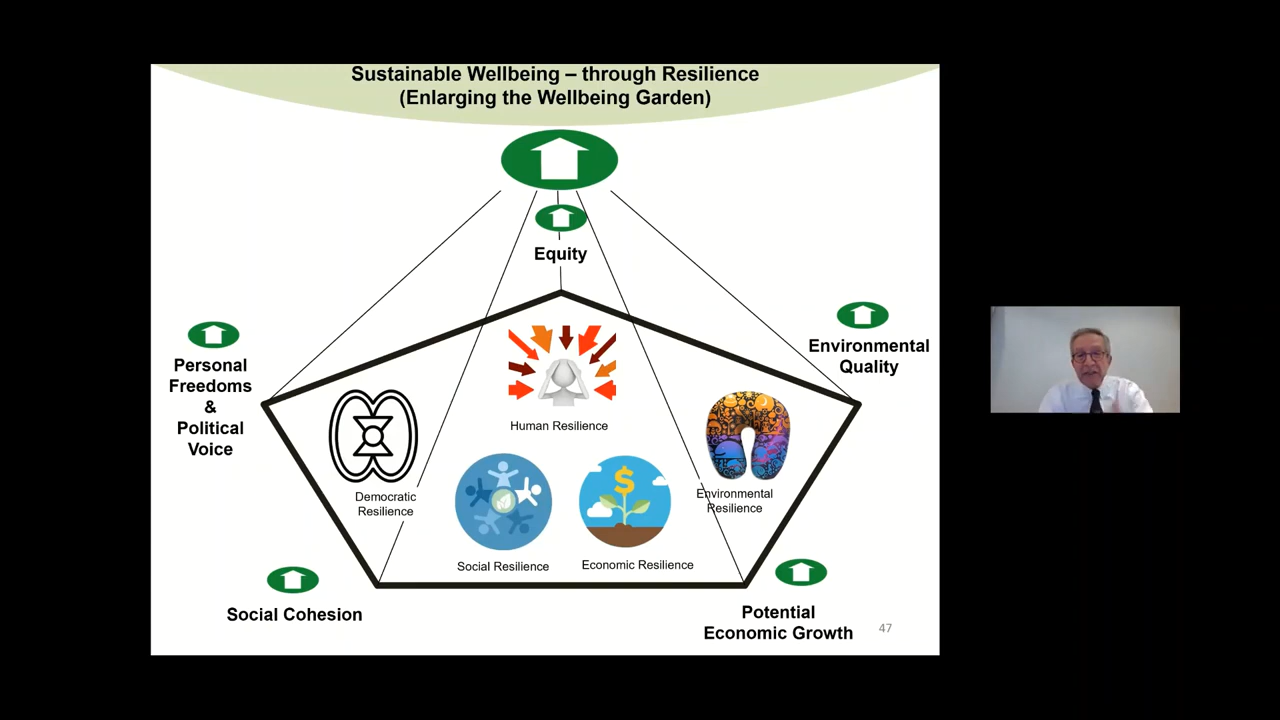 Sustainable Wellbeing – through Resilience
(Enlarging the Wellbeing Garden)
Equity
Personal
Freedoms
&
Political
Voice
Environmental
Quality
Human Resilience
Democratic
Resilience
Environmental
Resilience
$
Social Resilience
Economic Resilience
Social Cohesion
Potential
Economic Growth
47